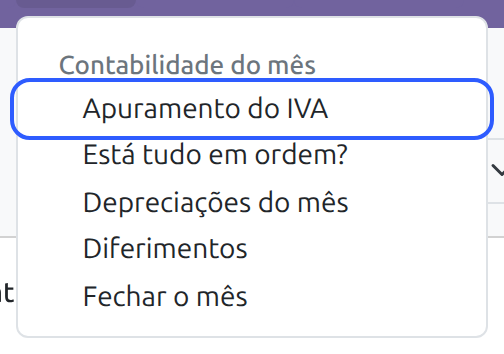 Contabilidade do mês
Apuramento do IVA
Está tudo em ordem?
Depreciações do mês
Diferimentos
Fechar o mês